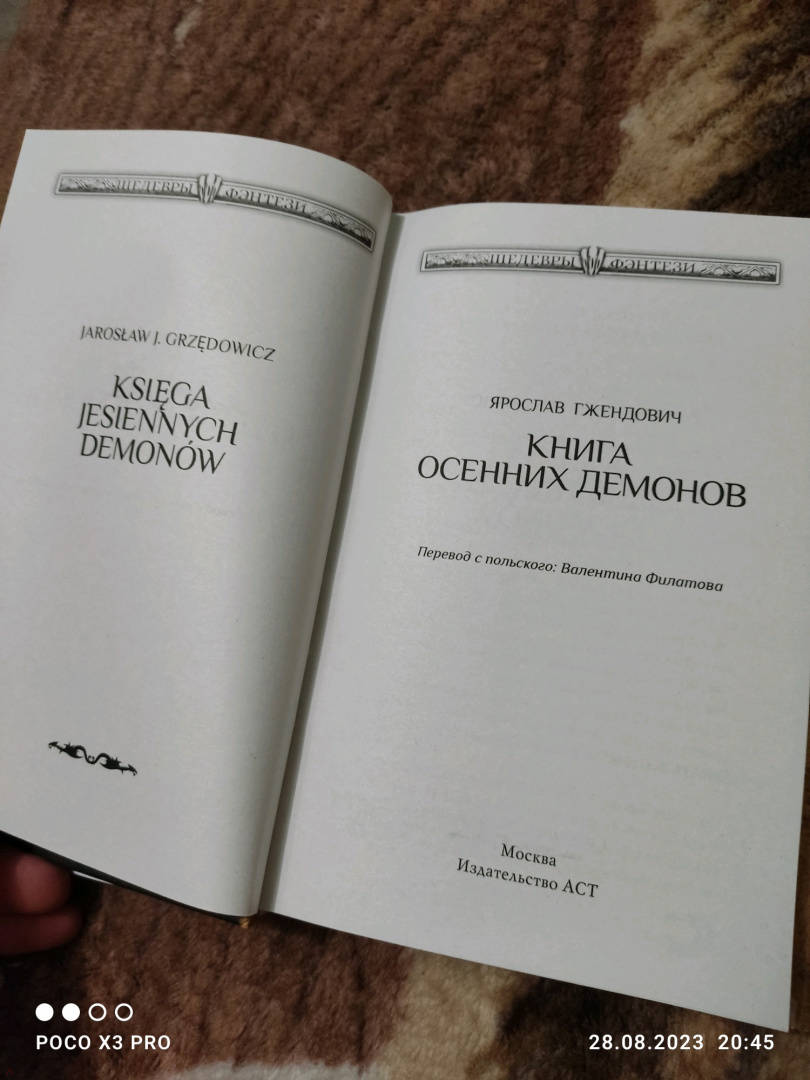 ШЕДЕВРЫ ФЭНТЕЗИ
JAROSŁAW J. GRZĘDOWICZ
KSIĘGA
JESIENNYCH
DEMONÓW
ШЕДЕВРЫ ФЭНТЕЗИ
ЯРОСЛАВ ГЖЕНДОВИЧ
КНИГА
ОСЕННИХ ДЕМОНОВ
Перевод с польского: Валентина Филатова
Москва
Издательство АСТ
POCO X3 PRO
28.08.2023 20:45